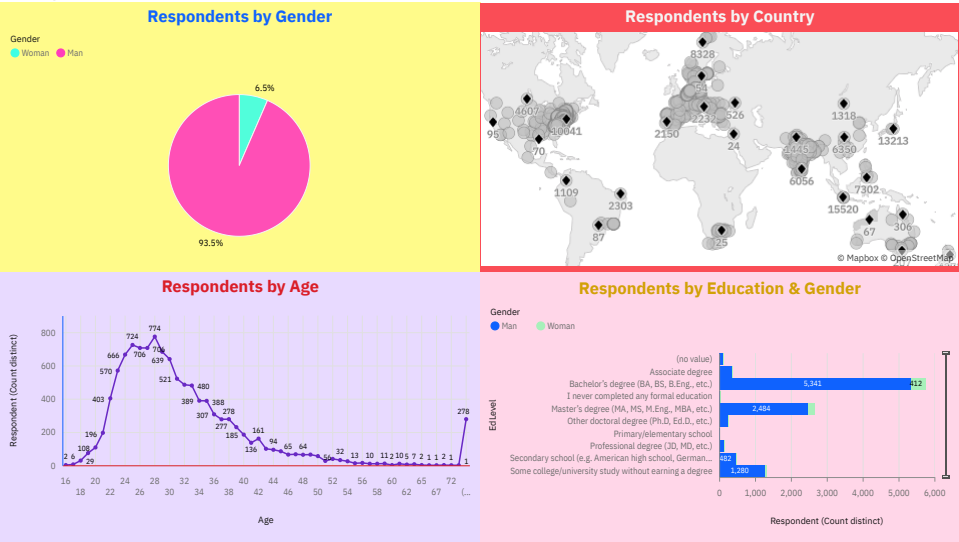 Respondents by Gender
Gender
Woman Man
6.5%
93.5%
Respondents by Country
8328
4607
10041
95
70
2150
223
526
24
1318
13213
1445
6350
6056
7302
15520
1109
2303
87
125
67
306
© Mapbox © OpenStreetMap
Respondents by Age
Respondent (Count distinct)
800
600
400
200
0
2 6 108 29 196 403 570 666 724 706 774 706 639 521 389 480 307 388 277 278 185 136 161 94 46 65 64 56 32 54 13 10 11 2 10 5 7 2 1 1 2 1 278 1
16 20 24 28 32 36 40 44 48 52 56 60 65 72
18 22 26 30 34 38 42 46 50 54 58 62 67 (...
Age
Respondents by Education & Gender
Gender
Man Woman
EdLevel
(no value)
Associate degree
Bachelor's degree (BA, BS, B.Eng., etc.) 5,341 412
I never completed any formal education
Master's degree (MA, MS, M.Eng., MBA, etc.) 2,484
Other doctoral degree (Ph.D, Ed.D., etc.)
Primary/elementary school
Professional degree (JD, MD, etc.)
Secondary school (e.g. American high school, German... 482
Some college/university study without earning a degree 1,280
0 1,000 2,000 3,000 4,000 5,000 6,000
Respondent (Count distinct)